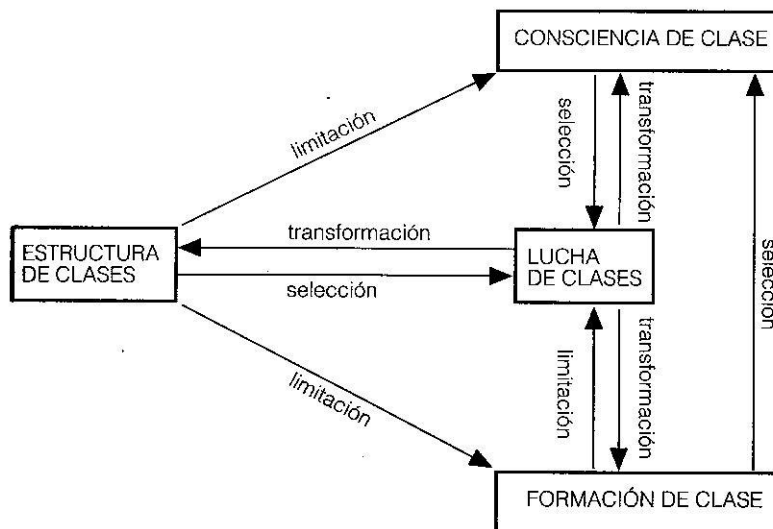 CONSCIENCIA DE CLASE
limitación
selección
transformación
transformación
ESTRUCTURA
DE CLASES
LUCHA
DE CLASES
selección
selección
limitación
limitación
transformación
FORMACIÓN DE CLASE